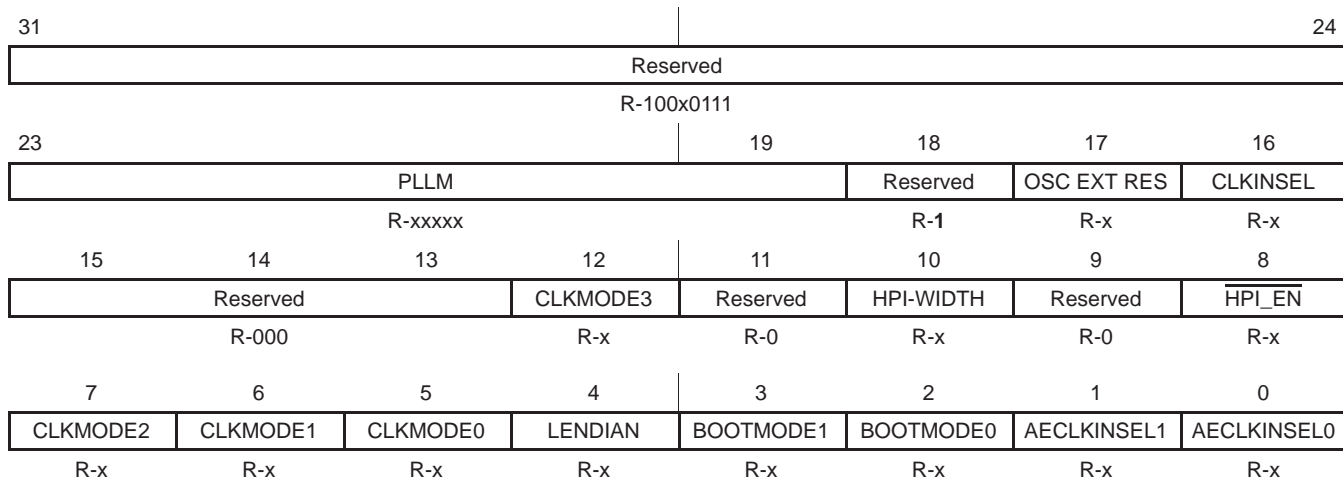 31 24
Reserved
R-100x0111
23 19 18 17 16
PLLM Reserved OSC EXT RES CLKINSEL
R-xxxxx R-1 R-x R-x
15 14 13 12 11 10 9 8
Reserved CLKMODE3 Reserved HPI-WIDTH Reserved HPI_EN
R-000 R-x R-0 R-x R-0 R-x
7 6 5 4 3 2 1 0
CLKMODE2 CLKMODE1 CLKMODE0 LENDIAN BOOTMODE1 BOOTMODE0 AECLKINSEL1 AECLKINSEL0
R-x R-x R-x R-x R-x R-x R-x R-x